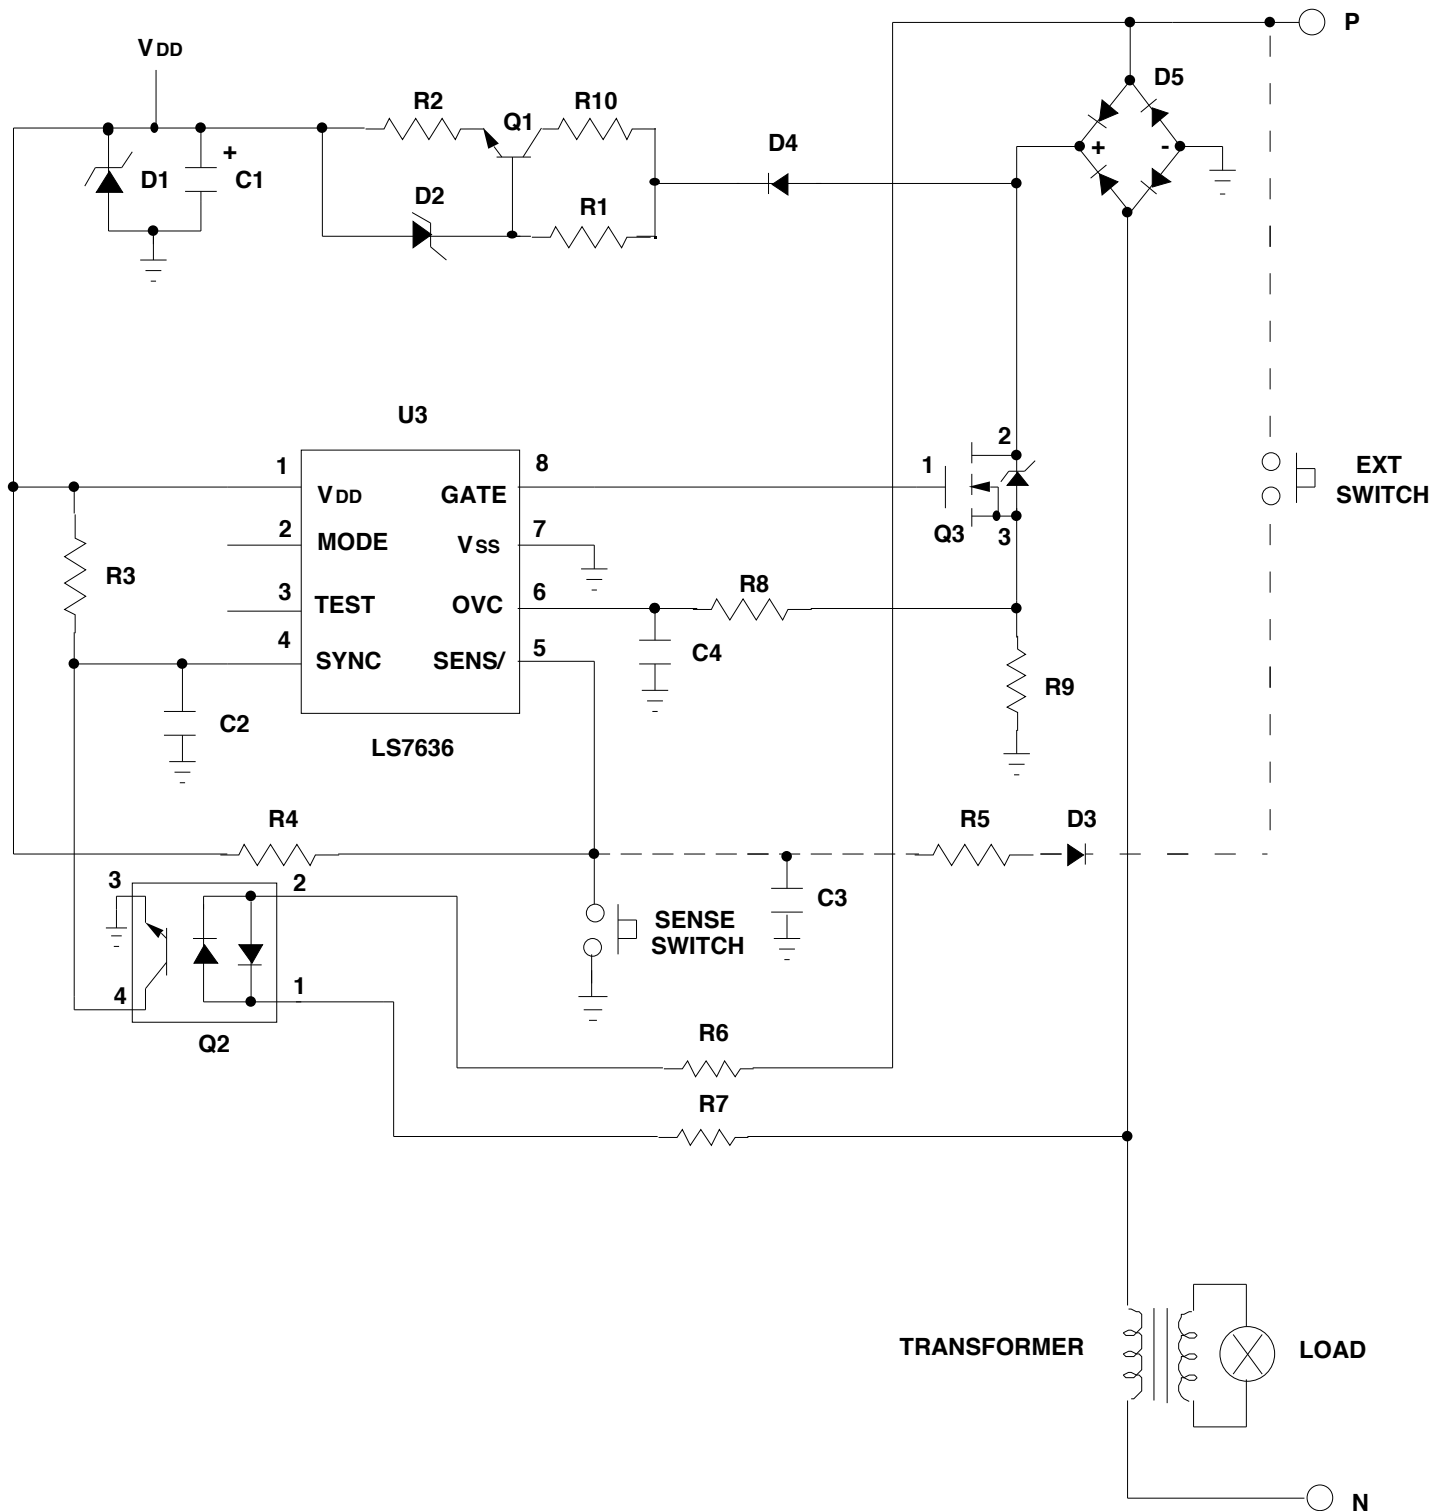 P
VDD
D5
R2
R10
Q1
D4
+
+
-
D1
C1
D2
R1
U3
2
1
8
1
EXT
SWITCH
VDD
GATE
2
7
MODE
VSS
Q3
3
R3
R8
3
6
TEST
OVC
4
5
C4
SYNC
SENS/
R9
C2
LS7636
R4
R5
D3
3
2
C3
SENSE
SWITCH
1
4
R6
Q2
R7
TRANSFORMER
LOAD
N